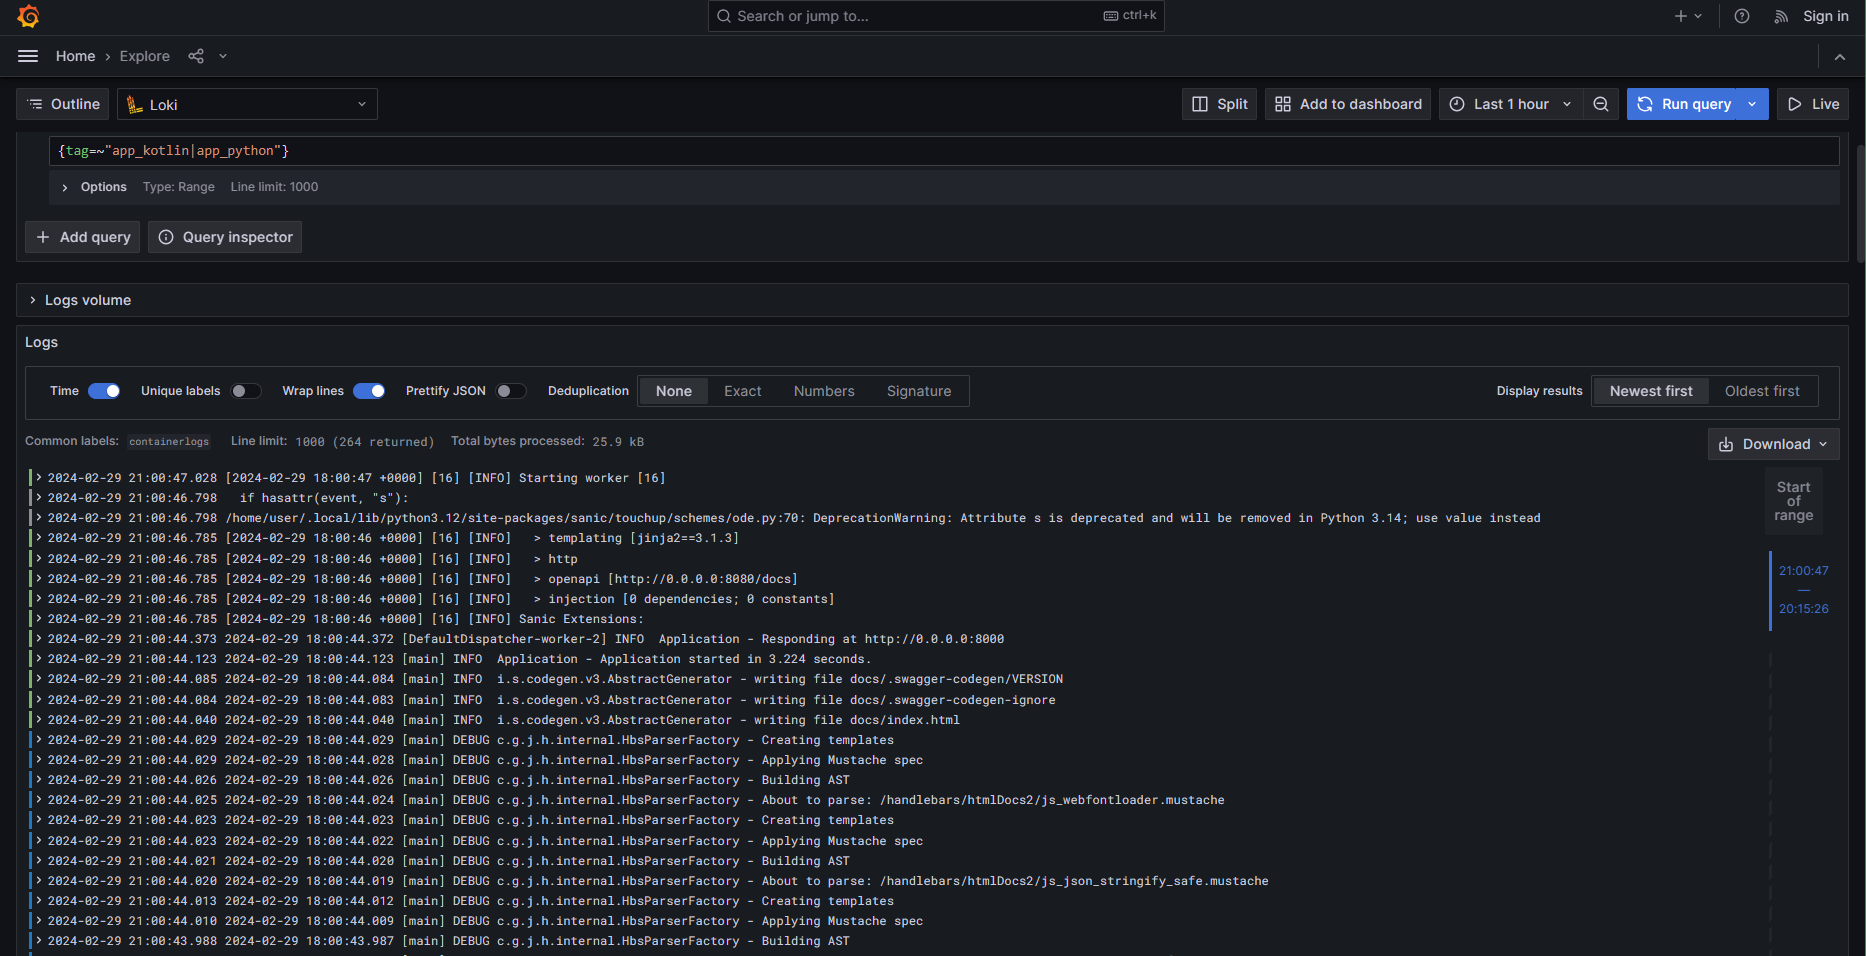 Search or jump to... ctrl+k Sign in
Home › Explore
Outline Loki Split Add to dashboard Last 1 hour Run query Live
{tag=~"app_kotlin|app_python"}
Options Type: Range Line limit: 1000
+ Add query Query inspector
Logs volume
Logs
Time Unique labels Wrap lines Prettify JSON Deduplication None Exact Numbers Signature Display results Newest first Oldest first
Common labels: containerlogs Line limit: 1000 (264 returned) Total bytes processed: 25.9 kB Download
2024-02-29 21:00:47.028 [2024-02-29 18:00:47 +0000] [16] [INFO] Starting worker [16]
2024-02-29 21:00:46.798   if hasattr(event, "s"):
2024-02-29 21:00:46.798 /home/user/.local/lib/python3.12/site-packages/sanic/touchup/schemes/ode.py:70: DeprecationWarning: Attribute s is deprecated and will be removed in Python 3.14; use value instead
2024-02-29 21:00:46.785 [2024-02-29 18:00:46 +0000] [16] [INFO]   > templating [jinja2==3.1.3]
2024-02-29 21:00:46.785 [2024-02-29 18:00:46 +0000] [16] [INFO]   > http
2024-02-29 21:00:46.785 [2024-02-29 18:00:46 +0000] [16] [INFO]   > openapi [http://0.0.0.0:8080/docs]
2024-02-29 21:00:46.785 [2024-02-29 18:00:46 +0000] [16] [INFO]   > injection [0 dependencies; 0 constants]
2024-02-29 21:00:46.785 [2024-02-29 18:00:46 +0000] [16] [INFO] Sanic Extensions:
2024-02-29 21:00:44.373 2024-02-29 18:00:44.372 [DefaultDispatcher-worker-2] INFO  Application - Responding at http://0.0.0.0:8000
2024-02-29 21:00:44.123 2024-02-29 18:00:44.123 [main] INFO  Application - Application started in 3.224 seconds.
2024-02-29 21:00:44.085 2024-02-29 18:00:44.084 [main] INFO  i.s.codegen.v3.AbstractGenerator - writing file docs/.swagger-codegen/VERSION
2024-02-29 21:00:44.084 2024-02-29 18:00:44.083 [main] INFO  i.s.codegen.v3.AbstractGenerator - writing file docs/.swagger-codegen-ignore
2024-02-29 21:00:44.040 2024-02-29 18:00:44.040 [main] INFO  i.s.codegen.v3.AbstractGenerator - writing file docs/index.html
2024-02-29 21:00:44.029 2024-02-29 18:00:44.029 [main] DEBUG c.g.j.h.internal.HbsParserFactory - Creating templates
2024-02-29 21:00:44.029 2024-02-29 18:00:44.028 [main] DEBUG c.g.j.h.internal.HbsParserFactory - Applying Mustache spec
2024-02-29 21:00:44.026 2024-02-29 18:00:44.026 [main] DEBUG c.g.j.h.internal.HbsParserFactory - Building AST
2024-02-29 21:00:44.025 2024-02-29 18:00:44.024 [main] DEBUG c.g.j.h.internal.HbsParserFactory - About to parse: /handlebars/htmlDocs2/js_webfontloader.mustache
2024-02-29 21:00:44.023 2024-02-29 18:00:44.023 [main] DEBUG c.g.j.h.internal.HbsParserFactory - Creating templates
2024-02-29 21:00:44.023 2024-02-29 18:00:44.022 [main] DEBUG c.g.j.h.internal.HbsParserFactory - Applying Mustache spec
2024-02-29 21:00:44.021 2024-02-29 18:00:44.020 [main] DEBUG c.g.j.h.internal.HbsParserFactory - Building AST
2024-02-29 21:00:44.020 2024-02-29 18:00:44.019 [main] DEBUG c.g.j.h.internal.HbsParserFactory - About to parse: /handlebars/htmlDocs2/js_json_stringify_safe.mustache
2024-02-29 21:00:44.013 2024-02-29 18:00:44.012 [main] DEBUG c.g.j.h.internal.HbsParserFactory - Creating templates
2024-02-29 21:00:44.010 2024-02-29 18:00:44.009 [main] DEBUG c.g.j.h.internal.HbsParserFactory - Applying Mustache spec
2024-02-29 21:00:43.988 2024-02-29 18:00:43.987 [main] DEBUG c.g.j.h.internal.HbsParserFactory - Building AST
Start
of
range
21:00:47
—
20:15:26